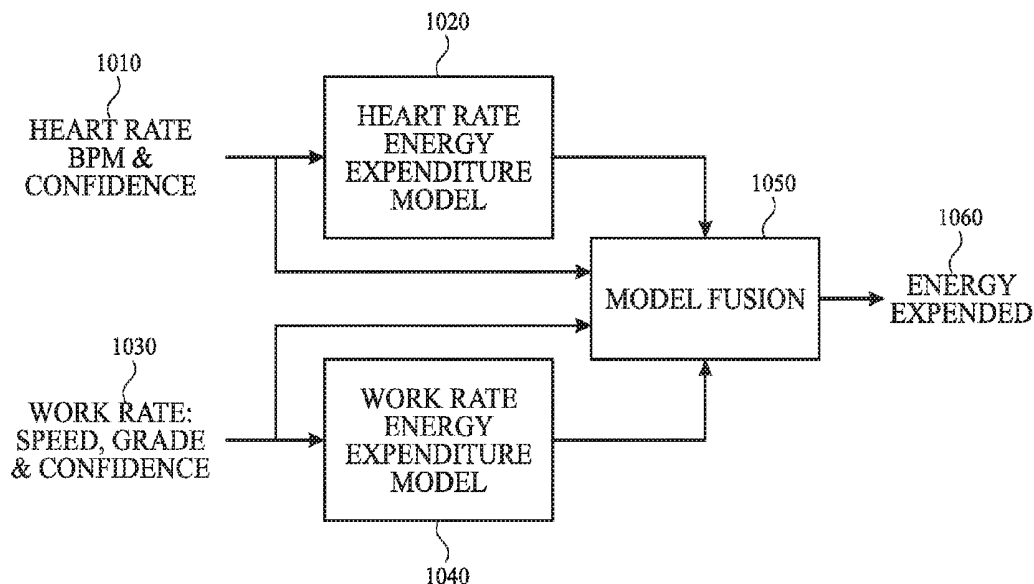 1020
1010
HEART RATE
BPM &
CONFIDENCE
HEART RATE
ENERGY
EXPENDITURE
MODEL
1050
1060
MODEL FUSION
ENERGY
EXPENDED
1030
WORK RATE:
SPEED, GRADE
& CONFIDENCE
WORK RATE
ENERGY
EXPENDITURE
MODEL
1040